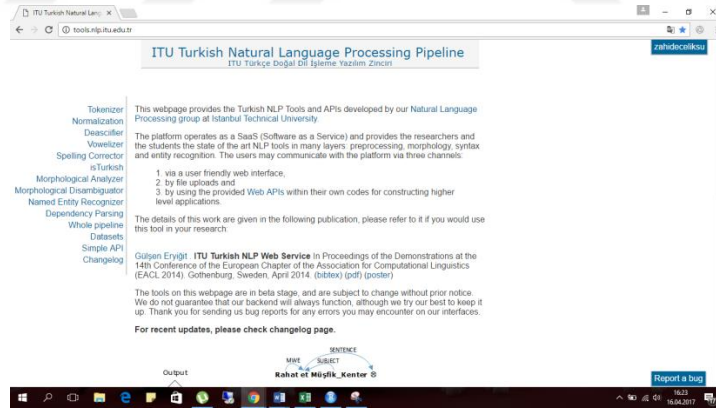 ITU Turkish Natural Lang
tools.nlp.itu.edu.tr
zahideceliksu
ITU Turkish Natural Language Processing Pipeline
ITU Türkçe Doğal Dil İşleme Yazılım Zinciri
Tokenizer
Normalization
Deasciifier
Vowelizer
Spelling Corrector
isTurkish
Morphological Analyzer
Morphological Disambiguator
Named Entity Recognizer
Dependency Parsing
Whole pipeline
Datasets
Simple API
Changelog
This webpage provides the Turkish NLP Tools and APIs developed by our Natural Language
Processing group at Istanbul Technical University.
The platform operates as a SaaS (Software as a Service) and provides the researchers and
the students the state of the art NLP tools in many layers: preprocessing, morphology, syntax
and entity recognition. The users may communicate with the platform via three channels:
1. via a user friendly web interface,
2. by file uploads and
3. by using the provided Web APIs within their own codes for constructing higher
level applications.
The details of this work are given in the following publication, please refer to it if you would use
this tool in your research:
Gülşen Eryiğit . ITU Turkish NLP Web Service In Proceedings of the Demonstrations at the
14th Conference of the European Chapter of the Association for Computational Linguistics
(EACL 2014). Gothenburg, Sweden, April 2014. (bibtex) (pdf) (poster)
The tools on this webpage are in beta stage, and are subject to change without prior notice.
We do not guarantee that our backend will always function, although we try our best to keep it
up. Thank you for sending us bug reports for any errors you may encounter on our interfaces.
For recent updates, please check changelog page.
SENTENCE
MWE SUBJECT
Output
Rahat et Müşfik_Kenter
Report a bug
16:23
16.04.2017